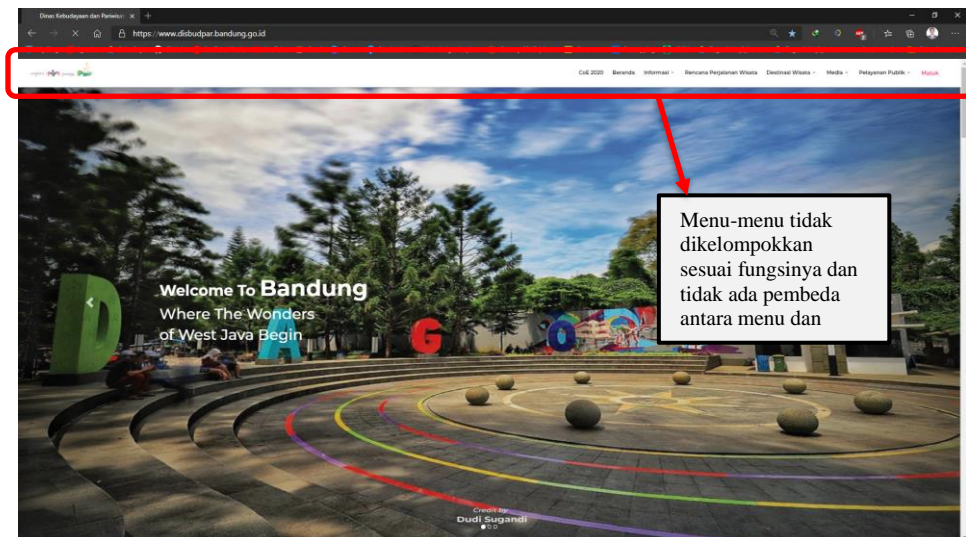 Dinas Kebudayaan dan Pariwisa
https://www.disbudpar.bandung.go.id
CoE 2020 Beranda Informasi Rencana Perjalanan Wisata Destinasi Wisata Media Pelayanan Publik Masuk
Menu-menu tidak
dikelompokkan
sesuai fungsinya dan
tidak ada pembeda
antara menu dan
Welcome To Bandung
Where The Wonders
of West Java Begin
D A G O
Credit by
Dudi Sugandi